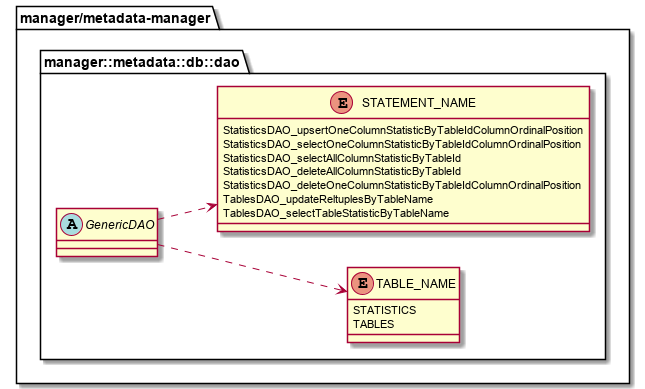 manager/metadata-manager
manager::metadata::db::dao
E STATEMENT_NAME
StatisticsDAO_upsertOneColumnStatisticByTableIdColumnOrdinalPosition
StatisticsDAO_selectOneColumnStatisticByTableIdColumnOrdinalPosition
StatisticsDAO_selectAllColumnStatisticByTableId
StatisticsDAO_deleteAllColumnStatisticByTableId
StatisticsDAO_deleteOneColumnStatisticByTableIdColumnOrdinalPosition
TablesDAO_updateReltuplesByTableName
TablesDAO_selectTableStatisticByTableName
A GenericDAO
E TABLE_NAME
STATISTICS
TABLES